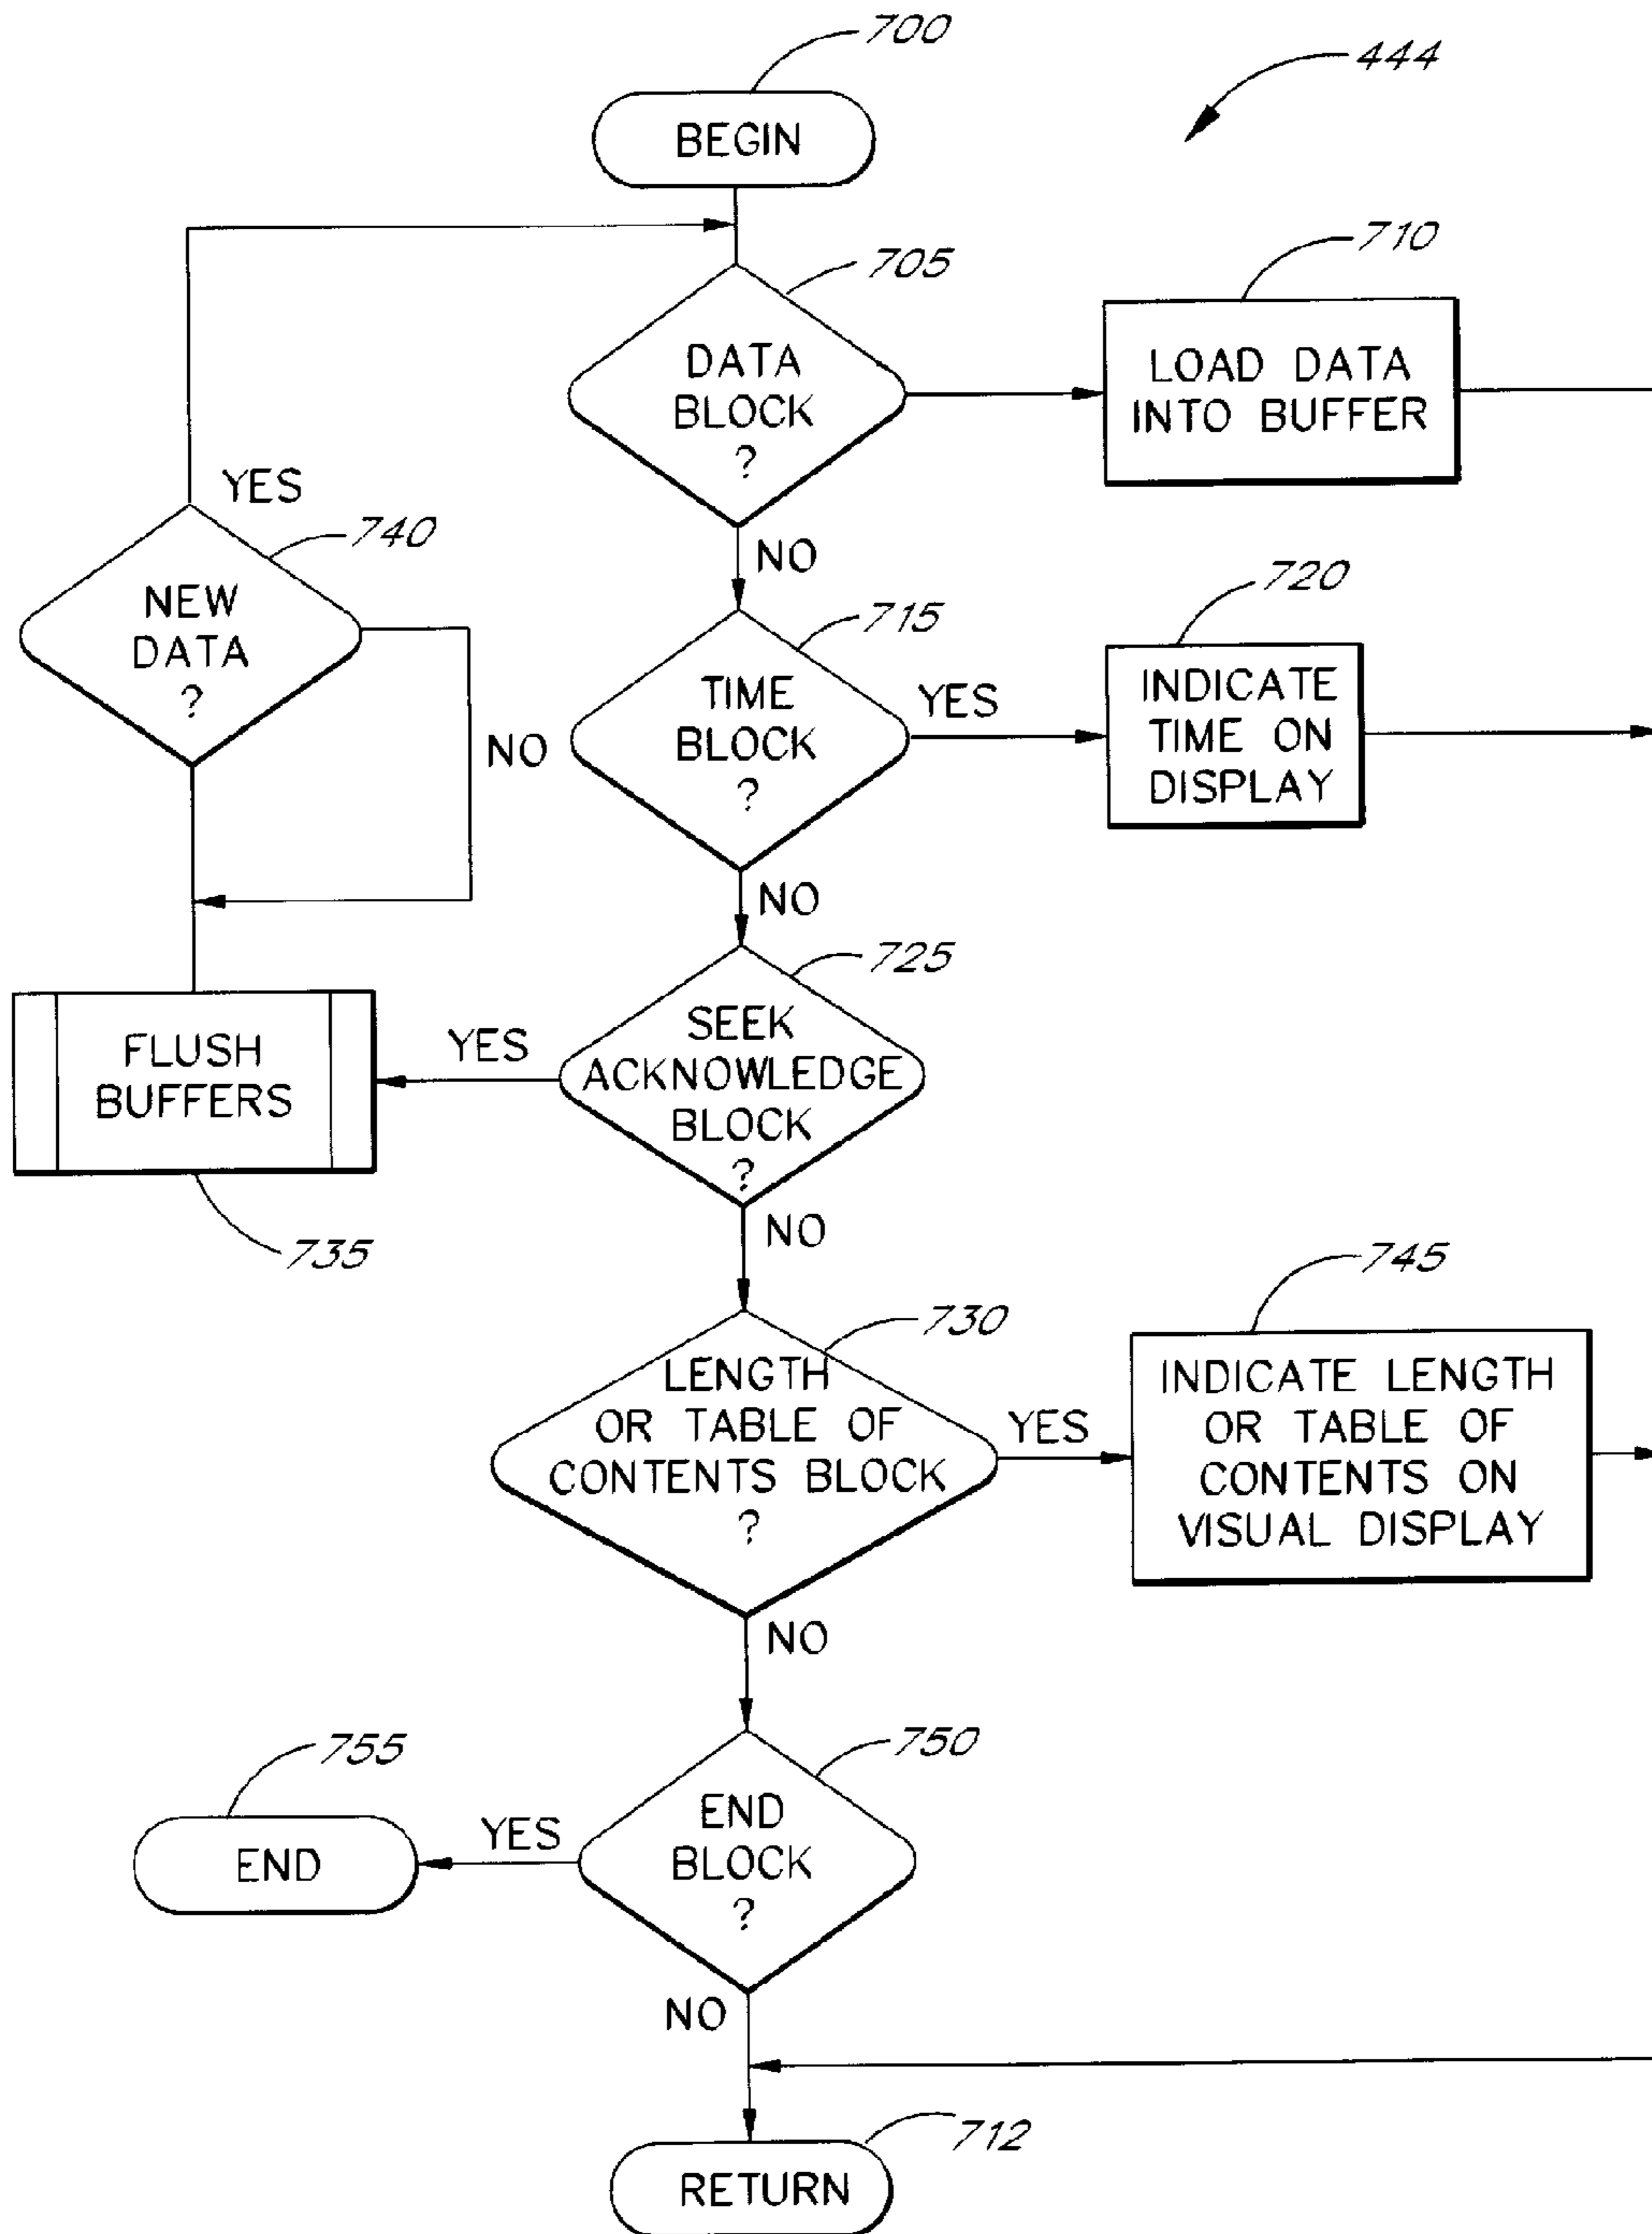 700
444
BEGIN
705
710
DATA
BLOCK
?
LOAD DATA
INTO BUFFER
YES
740
NO
NEW
DATA
?
715
720
TIME
BLOCK
?
YES
INDICATE
TIME ON
DISPLAY
NO
NO
725
SEEK
ACKNOWLEDGE
BLOCK
?
YES
FLUSH
BUFFERS
735
NO
730
745
LENGTH
OR TABLE OF
CONTENTS BLOCK
?
YES
INDICATE LENGTH
OR TABLE OF
CONTENTS ON
VISUAL DISPLAY
NO
755
750
END
BLOCK
?
YES
END
NO
712
RETURN